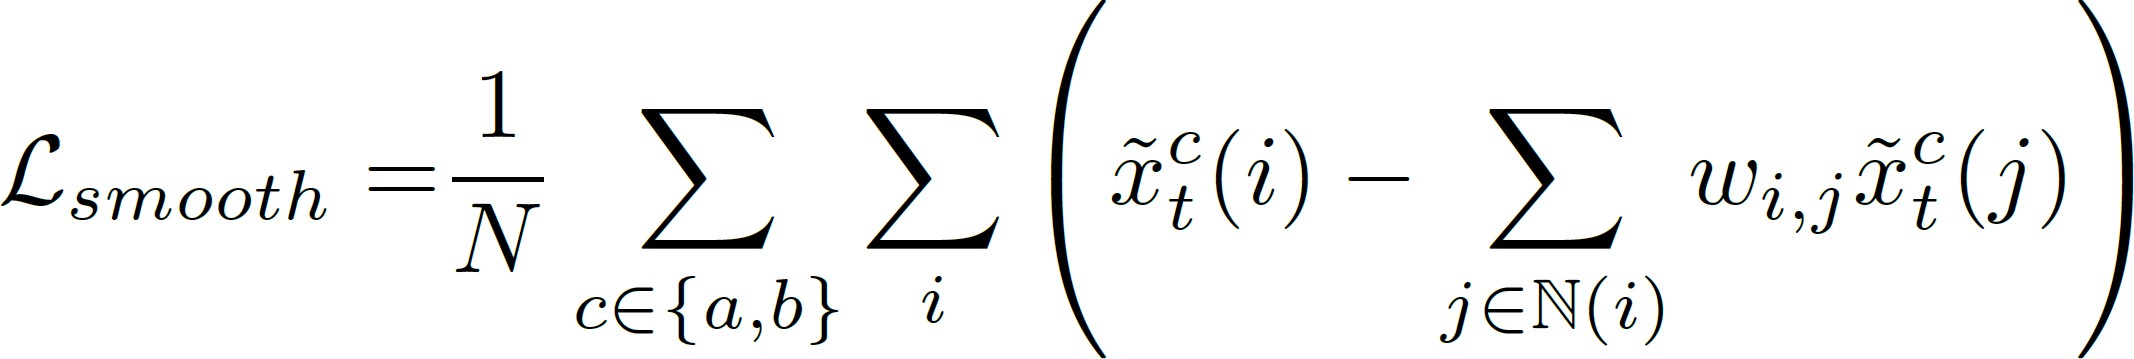 \mathcal{L}_{smooth} = \frac{1}{N} \sum_{c \in \{a,b\}} \sum_{i} \left( \tilde{x}_t^c(i) - \sum_{j \in \mathbb{N}(i)} w_{i,j} \tilde{x}_t^c(j) \right)